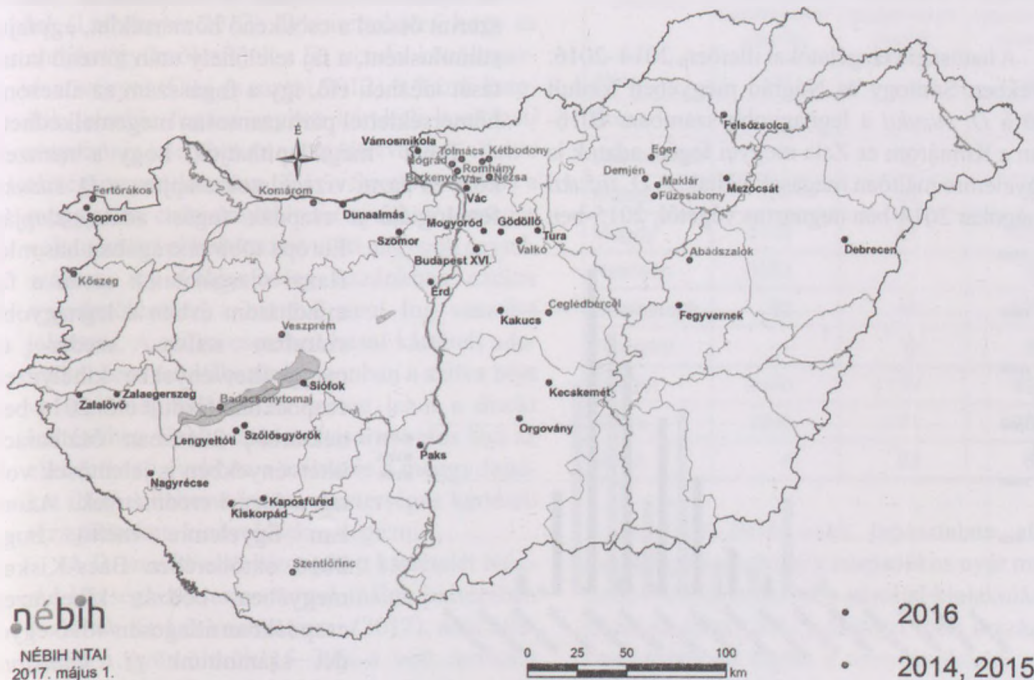 Felsőzsolca
Vámosmikola
Tolmács
Kétbodony
Nógrád
Romhány
Berkenye
Nézsa
Vác
Eger
Demjén
Maklár
Füzesabony
Mezőcsát
Fertőrákos
Sopron
Dunaalmás
Mogyoród
Gödöllő
Tura
Valkó
Szomor
Budapest XVI.
Abádszalók
Debrecen
Kőszeg
Érd
Kakucs
Ceglédbercel
Fegyvernek
Veszprém
Siófok
Badacsonytomaj
Zalalövő
Zalaegerszeg
Kecskemét
Orgovány
Lengyeltóti
Paks
Nagyrécse
Kaposfüred
Kiskorpád
Szentlőrinc
nébih
NÉBIH NTAI
2017. május 1.
2016
2014, 2015
0 25 50 75 100
km